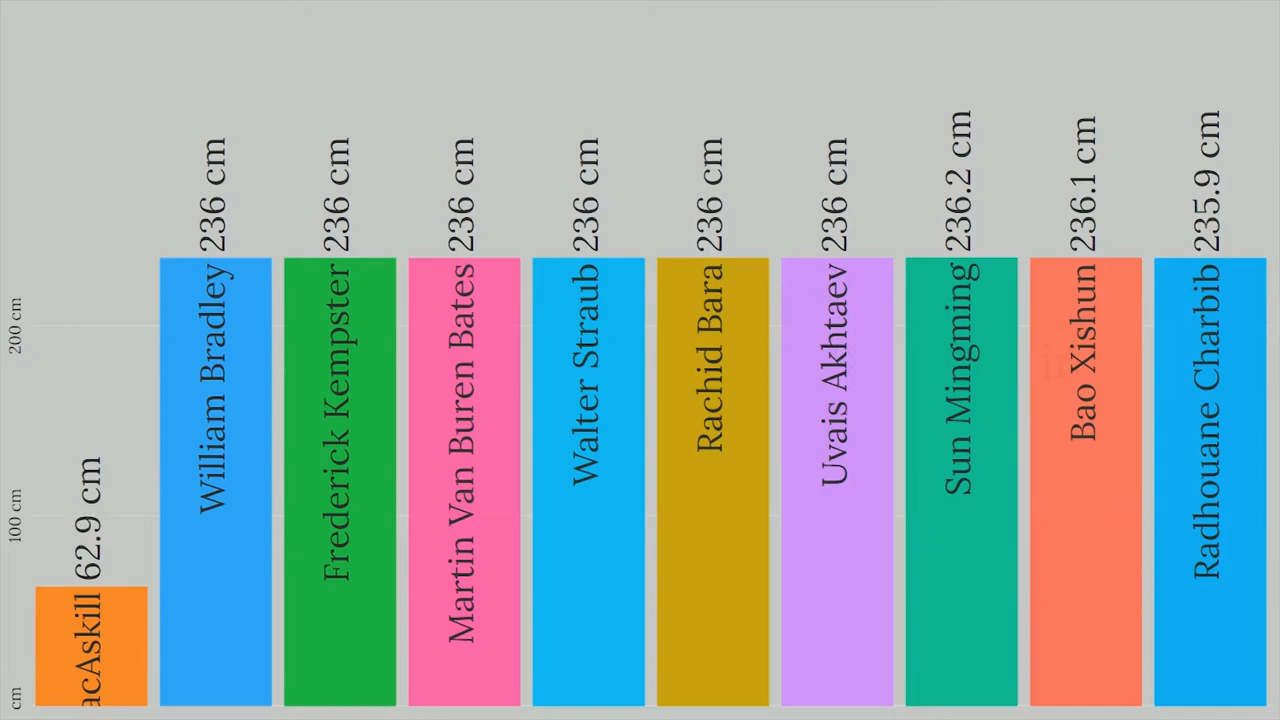 200 cm
100 cm
cm
acAskill 62.9 cm
William Bradley 236 cm
Frederick Kempster 236 cm
Martin Van Buren Bates 236 cm
Walter Straub 236 cm
Rachid Bara 236 cm
Uvais Akhtaev 236 cm
Sun Mingming 236.2 cm
Bao Xishun 236.1 cm
Radhouane Charbib 235.9 cm